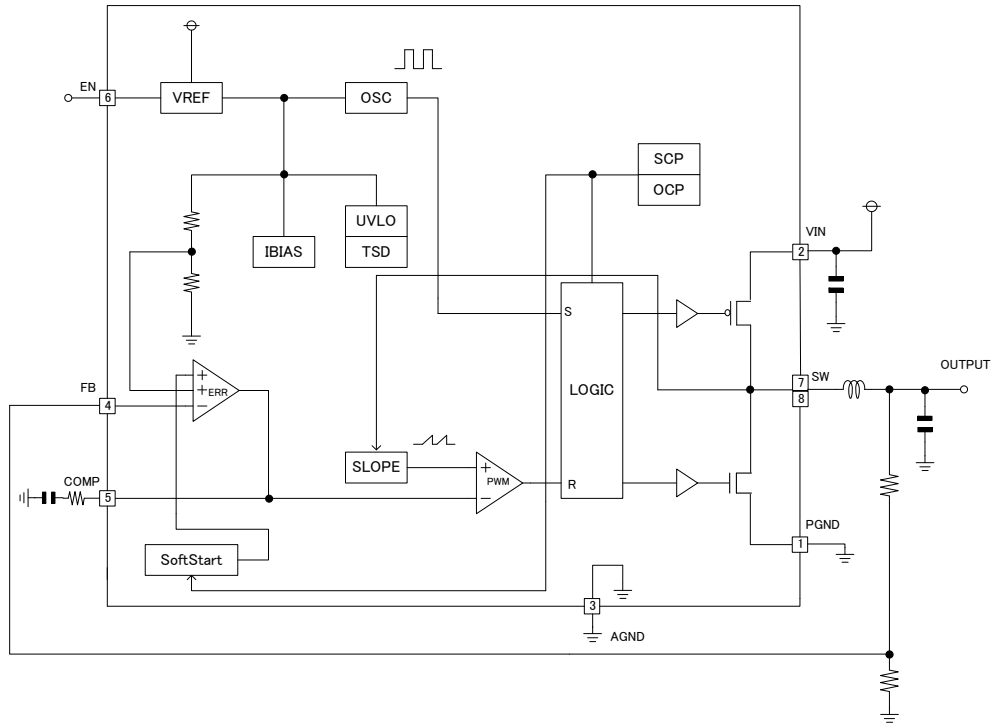 EN
6
VREF
OSC
SCP
OCP
UVLO
TSD
IBIAS
VIN
2
S
LOGIC
SW
7
8
OUTPUT
FB
4
+
+
ERR
−
SLOPE
+
PWM
−
R
COMP
5
PGND
1
SoftStart
3
AGND